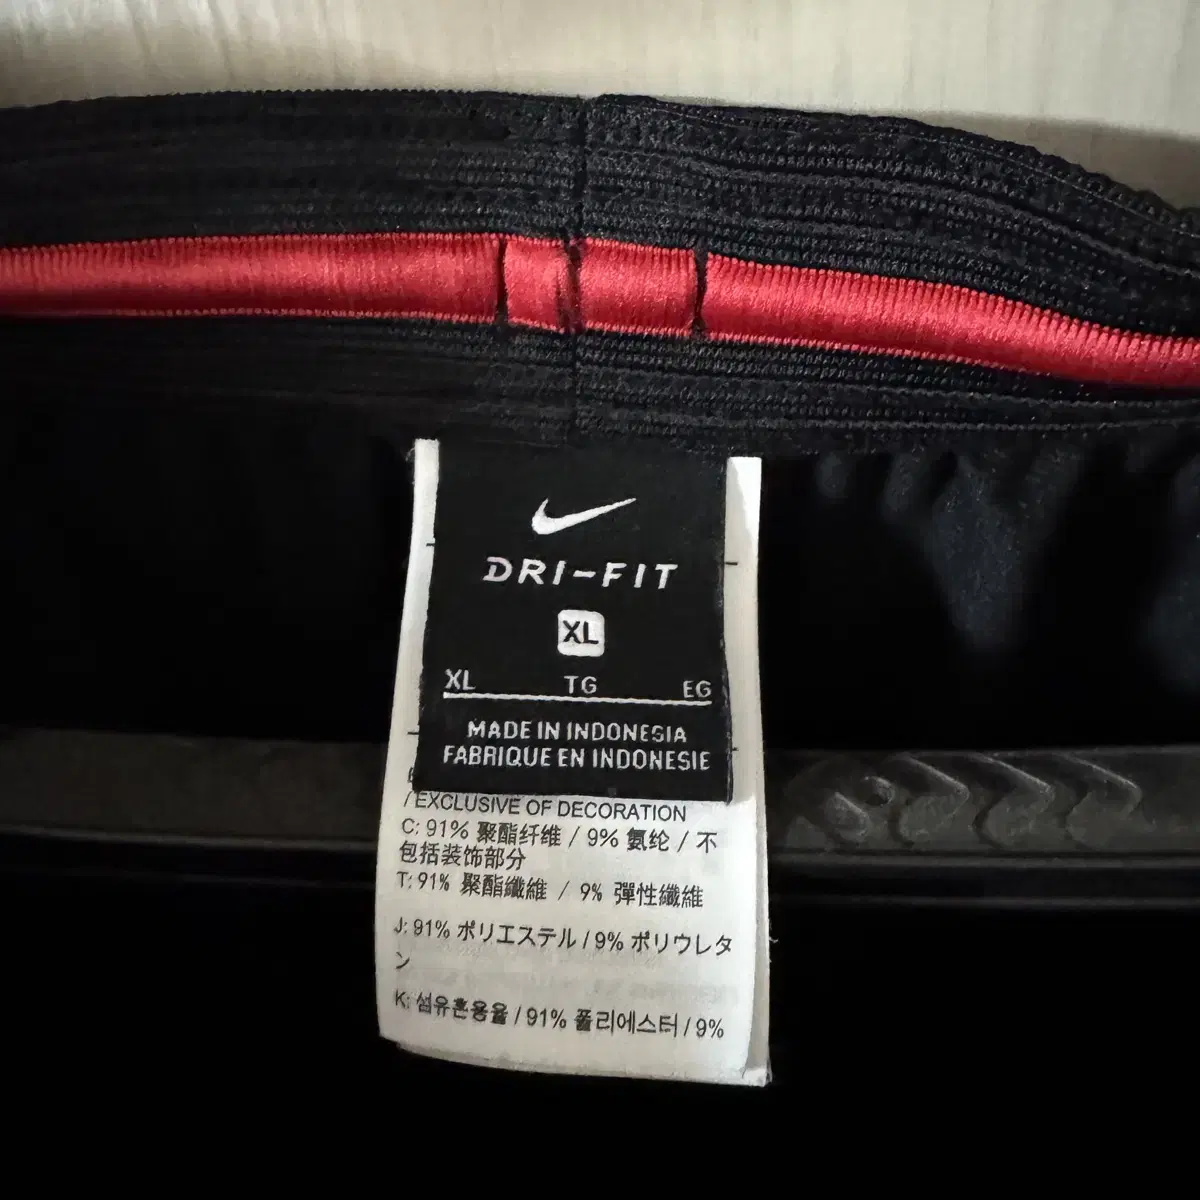 DRI-FIT
XL
XL TG EG
MADE IN INDONESIA
FABRIQUE EN INDONESIE
/ EXCLUSIVE OF DECORATION
C: 91% 聚酯纤维 / 9% 氨纶 / 不
包括装饰部分
T: 91% 聚酯纖維 / 9% 彈性纖維
J: 91% ポリエステル / 9% ポリウレタ
ン
K: 섬유혼용율 / 91% 폴리에스터 / 9%